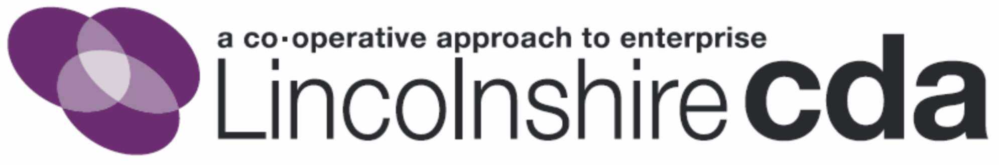 a co·operative approach to enterprise
Lincolnshire cda